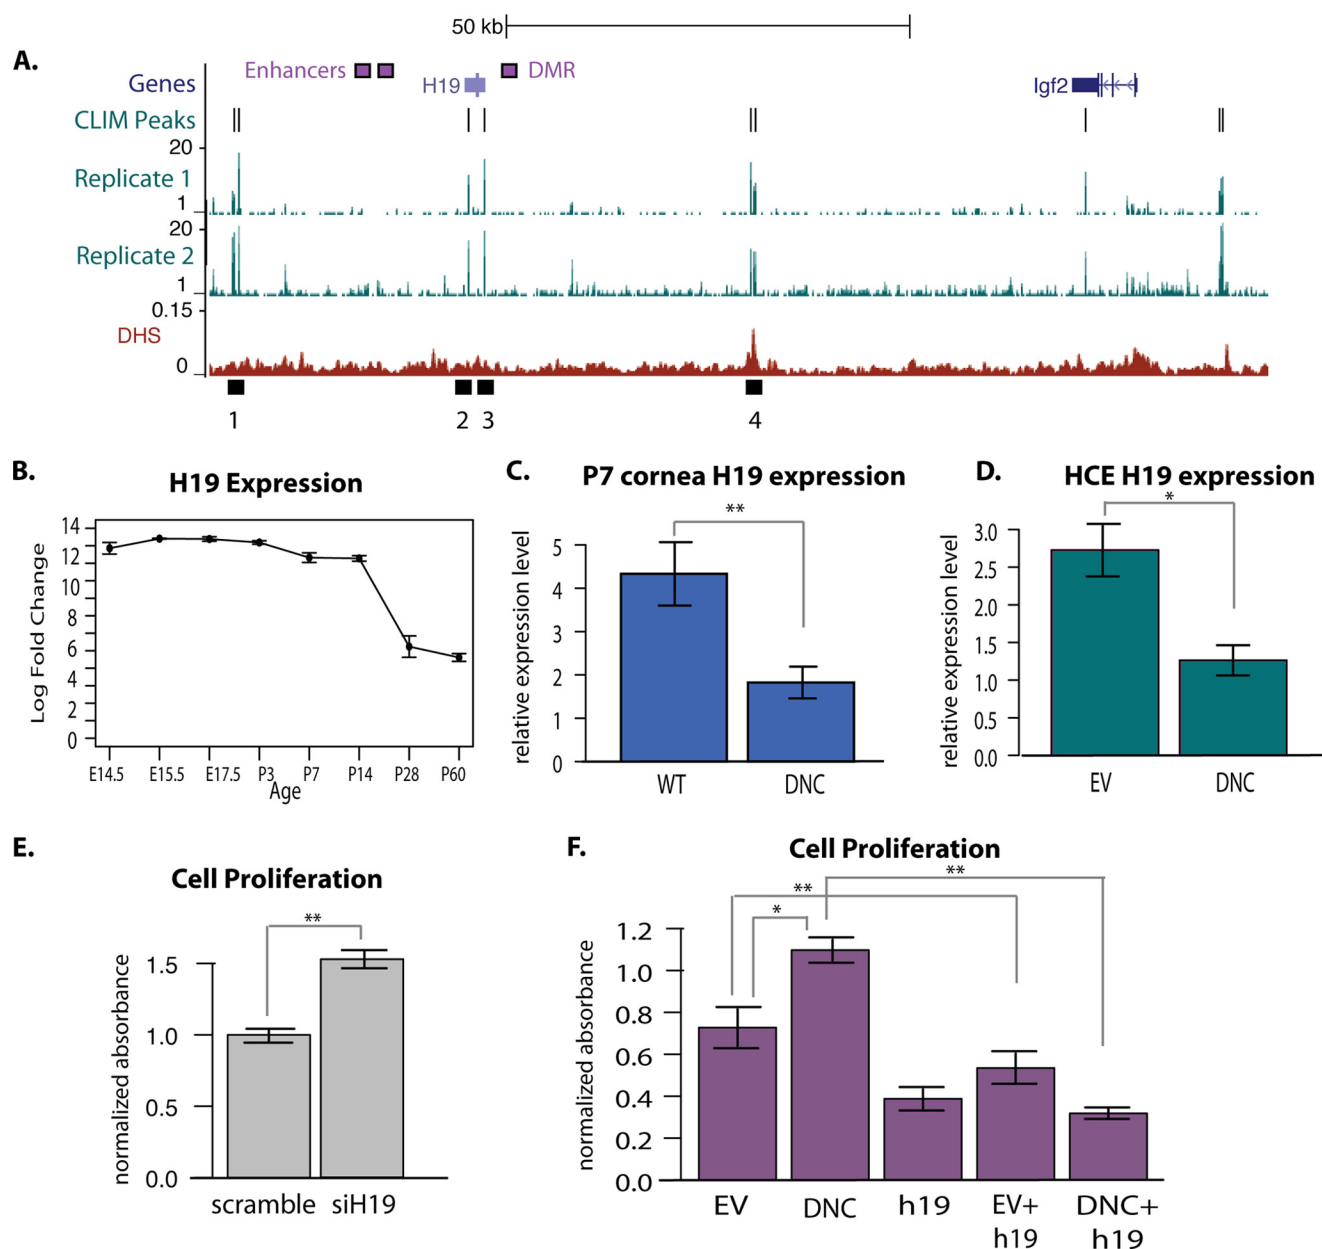 50 kb
A.
Enhancers
DMR
Genes
H19
Igf2
CLIM Peaks
20
Replicate 1
1
20
Replicate 2
1
0.15
DHS
0
1 2 3 4
B.
H19 Expression
14
12
10
8
6
4
2
0
Log Fold Change
E14.5 E15.5 E17.5 P3 P7 P14 P28 P60
Age
C.
P7 cornea H19 expression
**
5
4
3
2
1
0
relative expression level
WT DNC
D.
HCE H19 expression
*
3.0
2.5
2.0
1.5
1.0
0.5
0.0
relative expression level
EV DNC
E.
Cell Proliferation
**
1.5
1.0
0.5
0.0
normalized absorbance
scramble siH19
F.
Cell Proliferation
**
**
*
1.2
1.0
0.8
0.6
0.4
0.2
0.0
normalized absorbance
EV DNC h19 EV+ DNC+
h19 h19